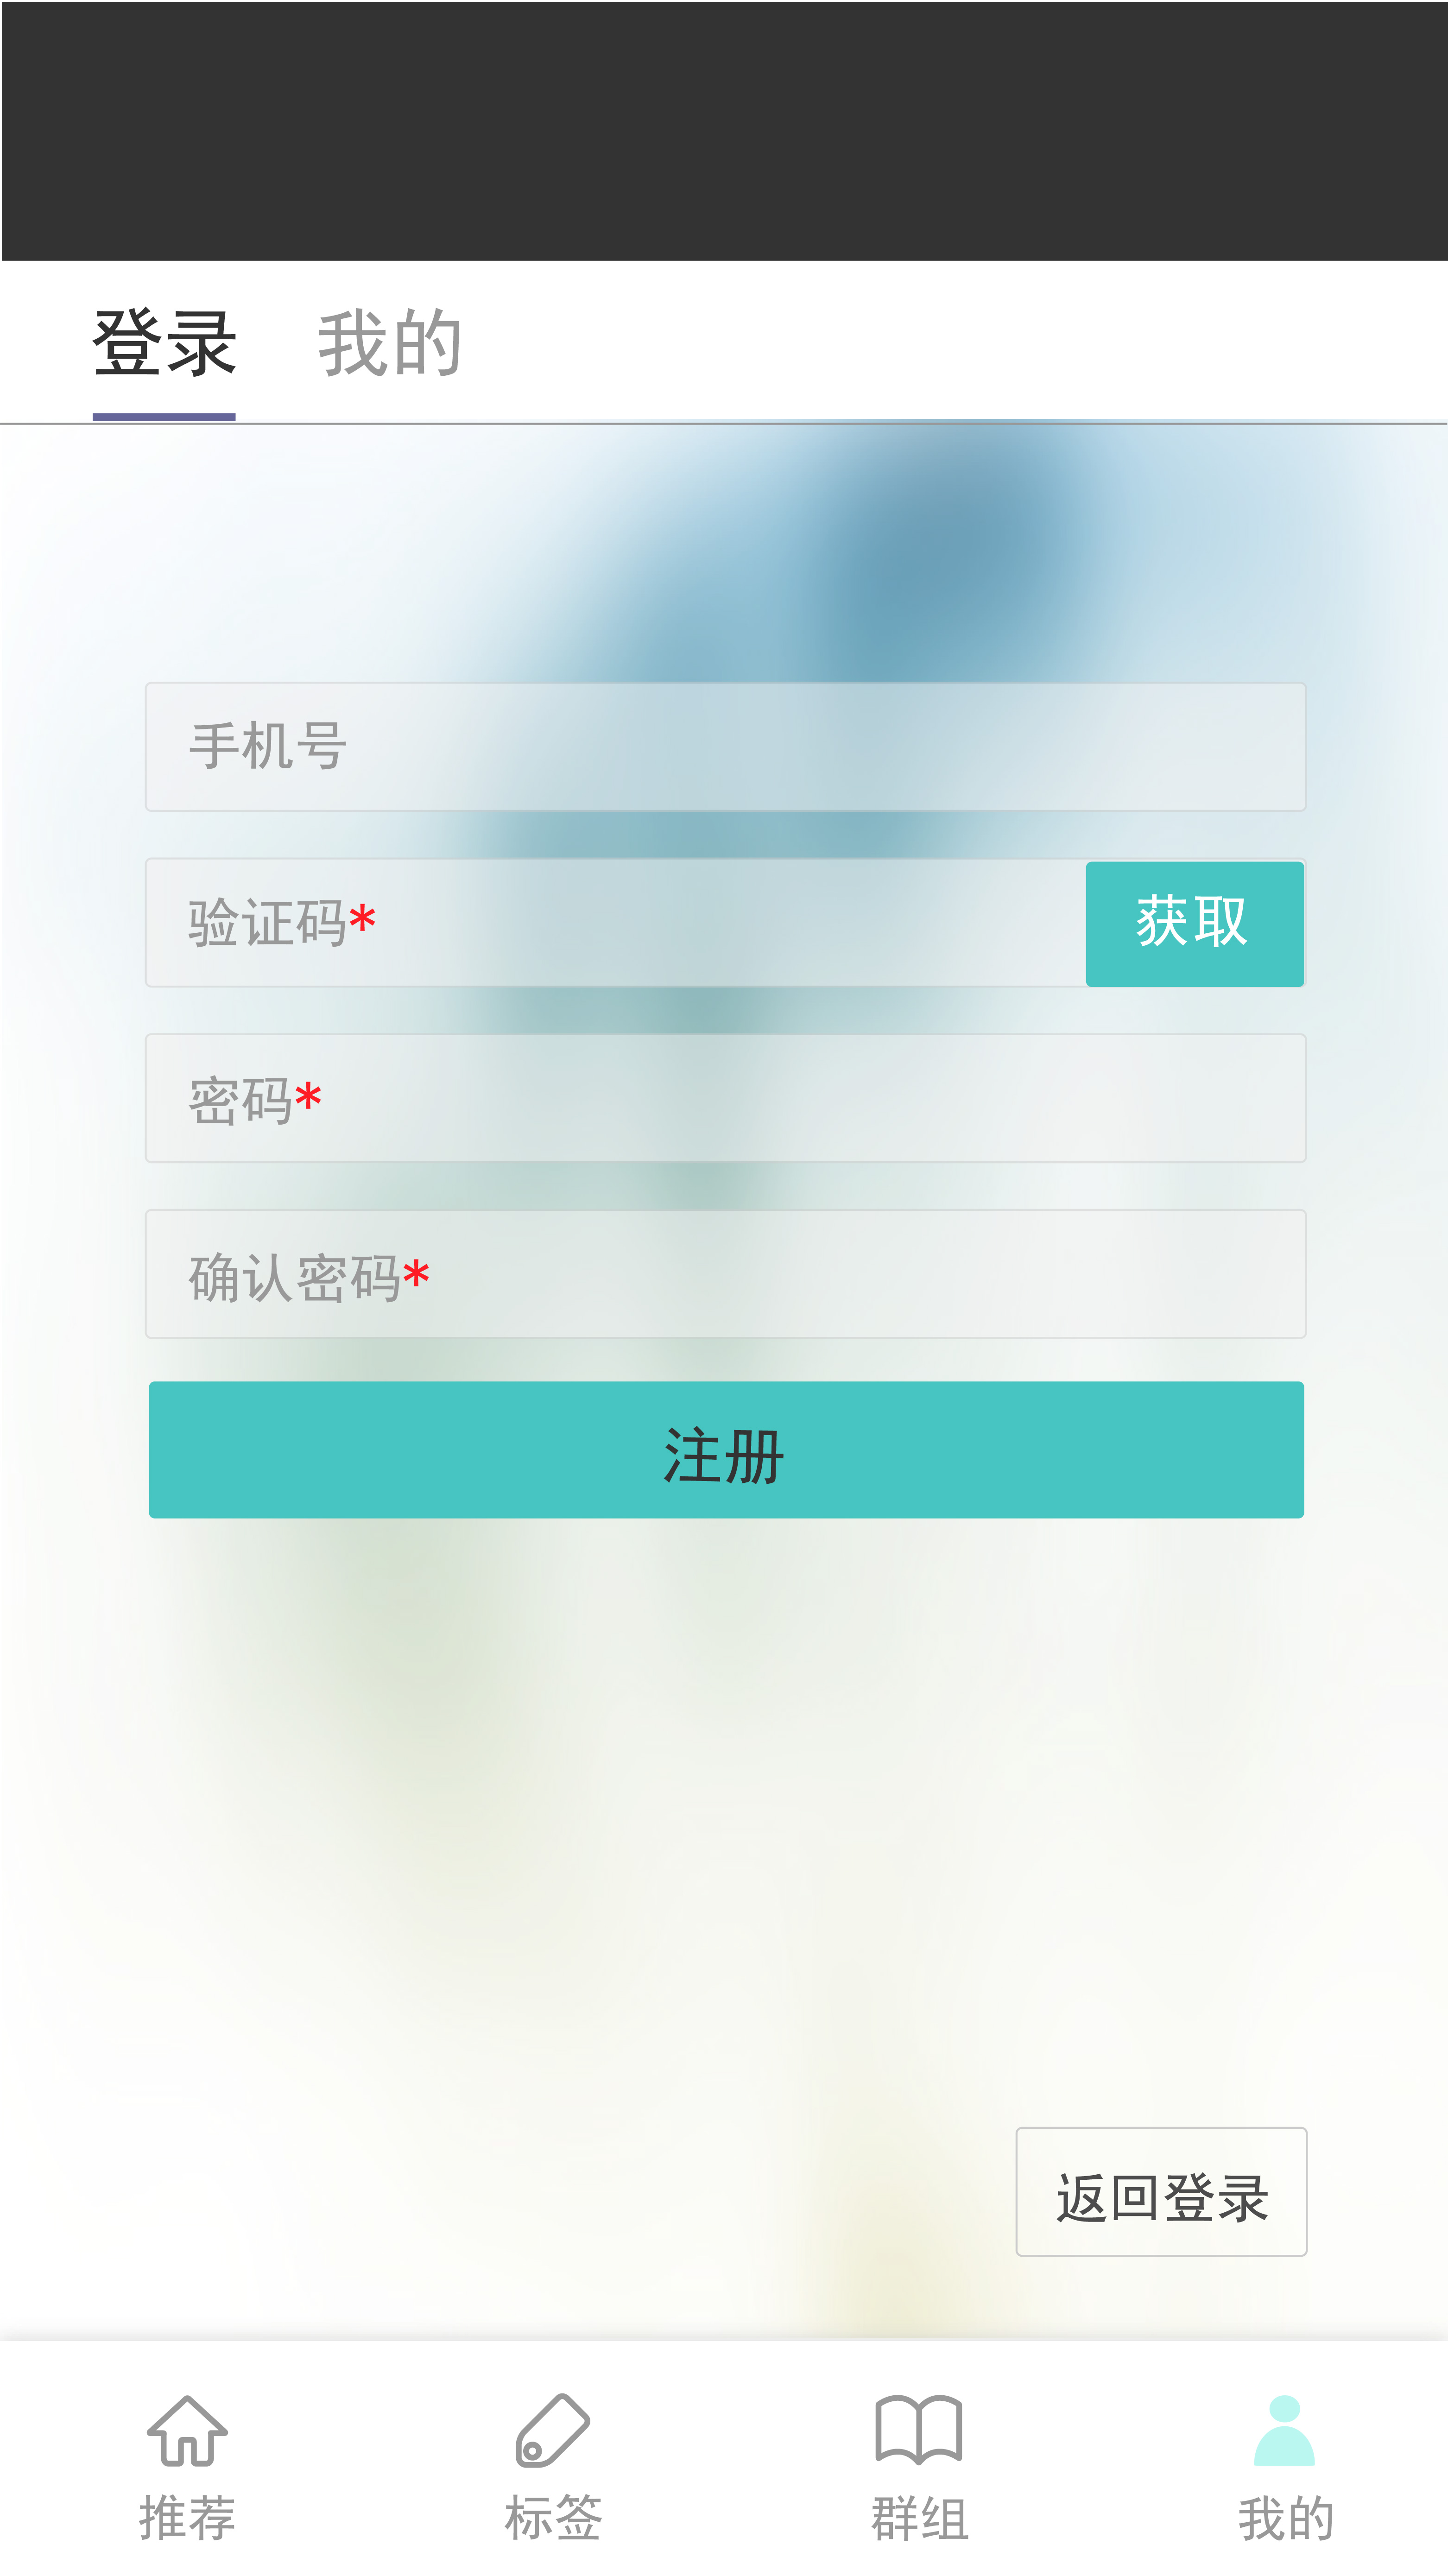 登录 我的
手机号
验证码* 获取
密码*
确认密码*
注册
返回登录
推荐 标签 群组 我的